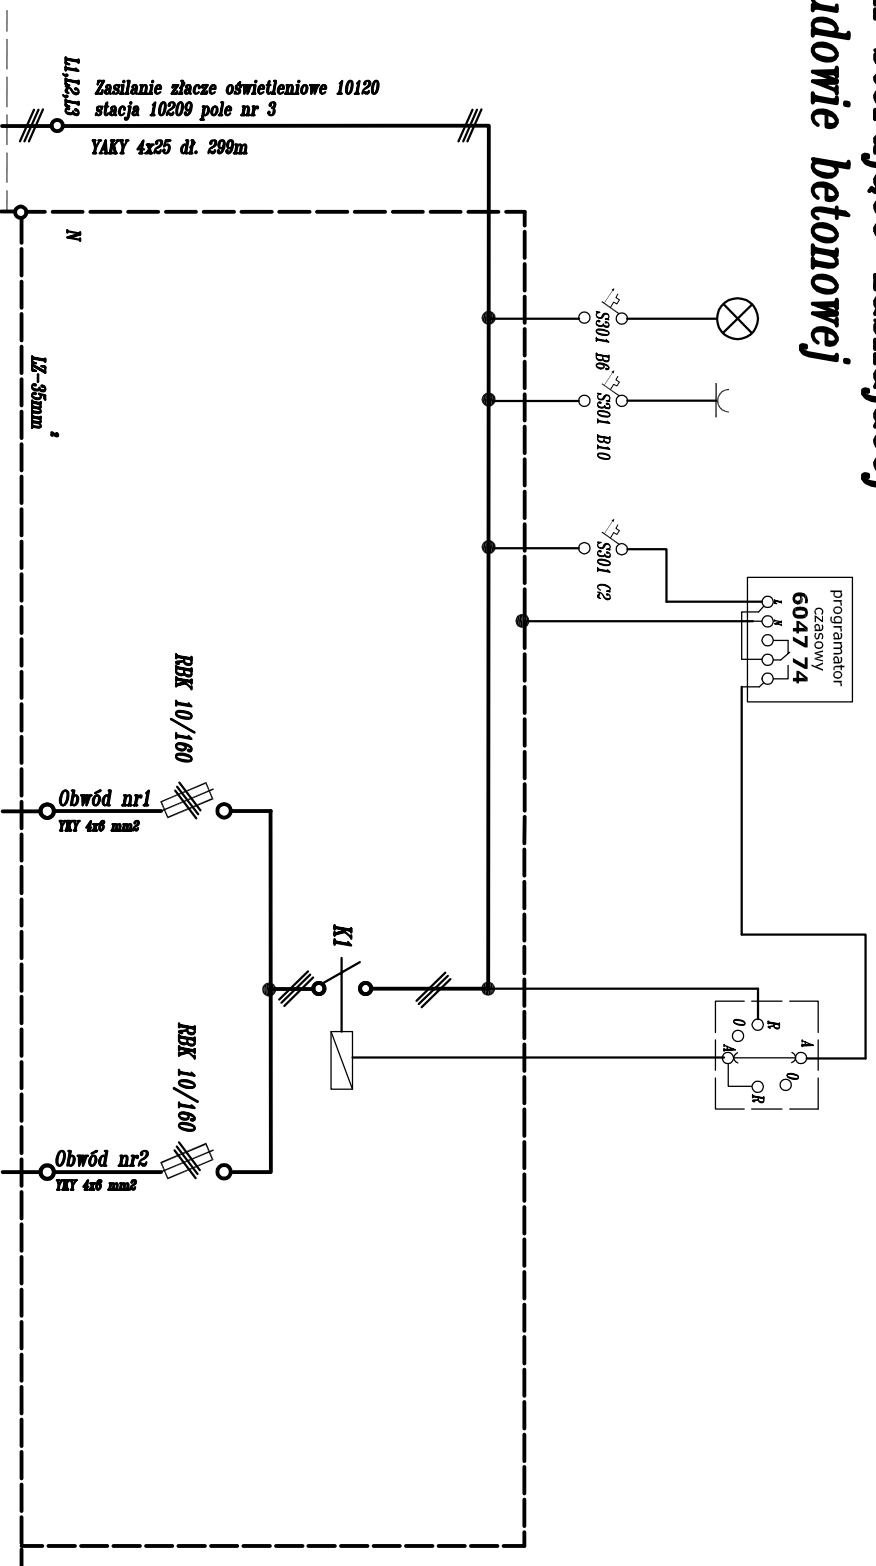 udowie betonowej
L1,L2,L3
Zasilanie złacze oświetleniowe 10120
stacja 10209 pole nr 3
YAKY 4x25 dł. 299m
N
LZ-35mm²
S301 B6
S301 B10
S301 C2
programator
czasowy
6047 74
L
N
RBK 10/160
Obwód nr1
YKY 4x6 mm2
K1
R
0
A
A
0
R
RBK 10/160
Obwód nr2
YKY 4x6 mm2